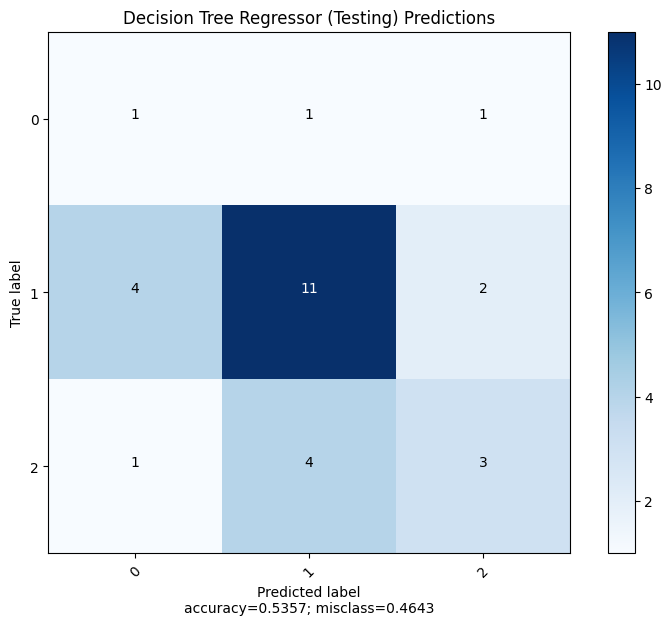 Decision Tree Regressor (Testing) Predictions
0 1 1 1
1 4 11 2
2 1 4 3
0 1 2
True label
Predicted label
accuracy=0.5357; misclass=0.4643
10
8
6
4
2